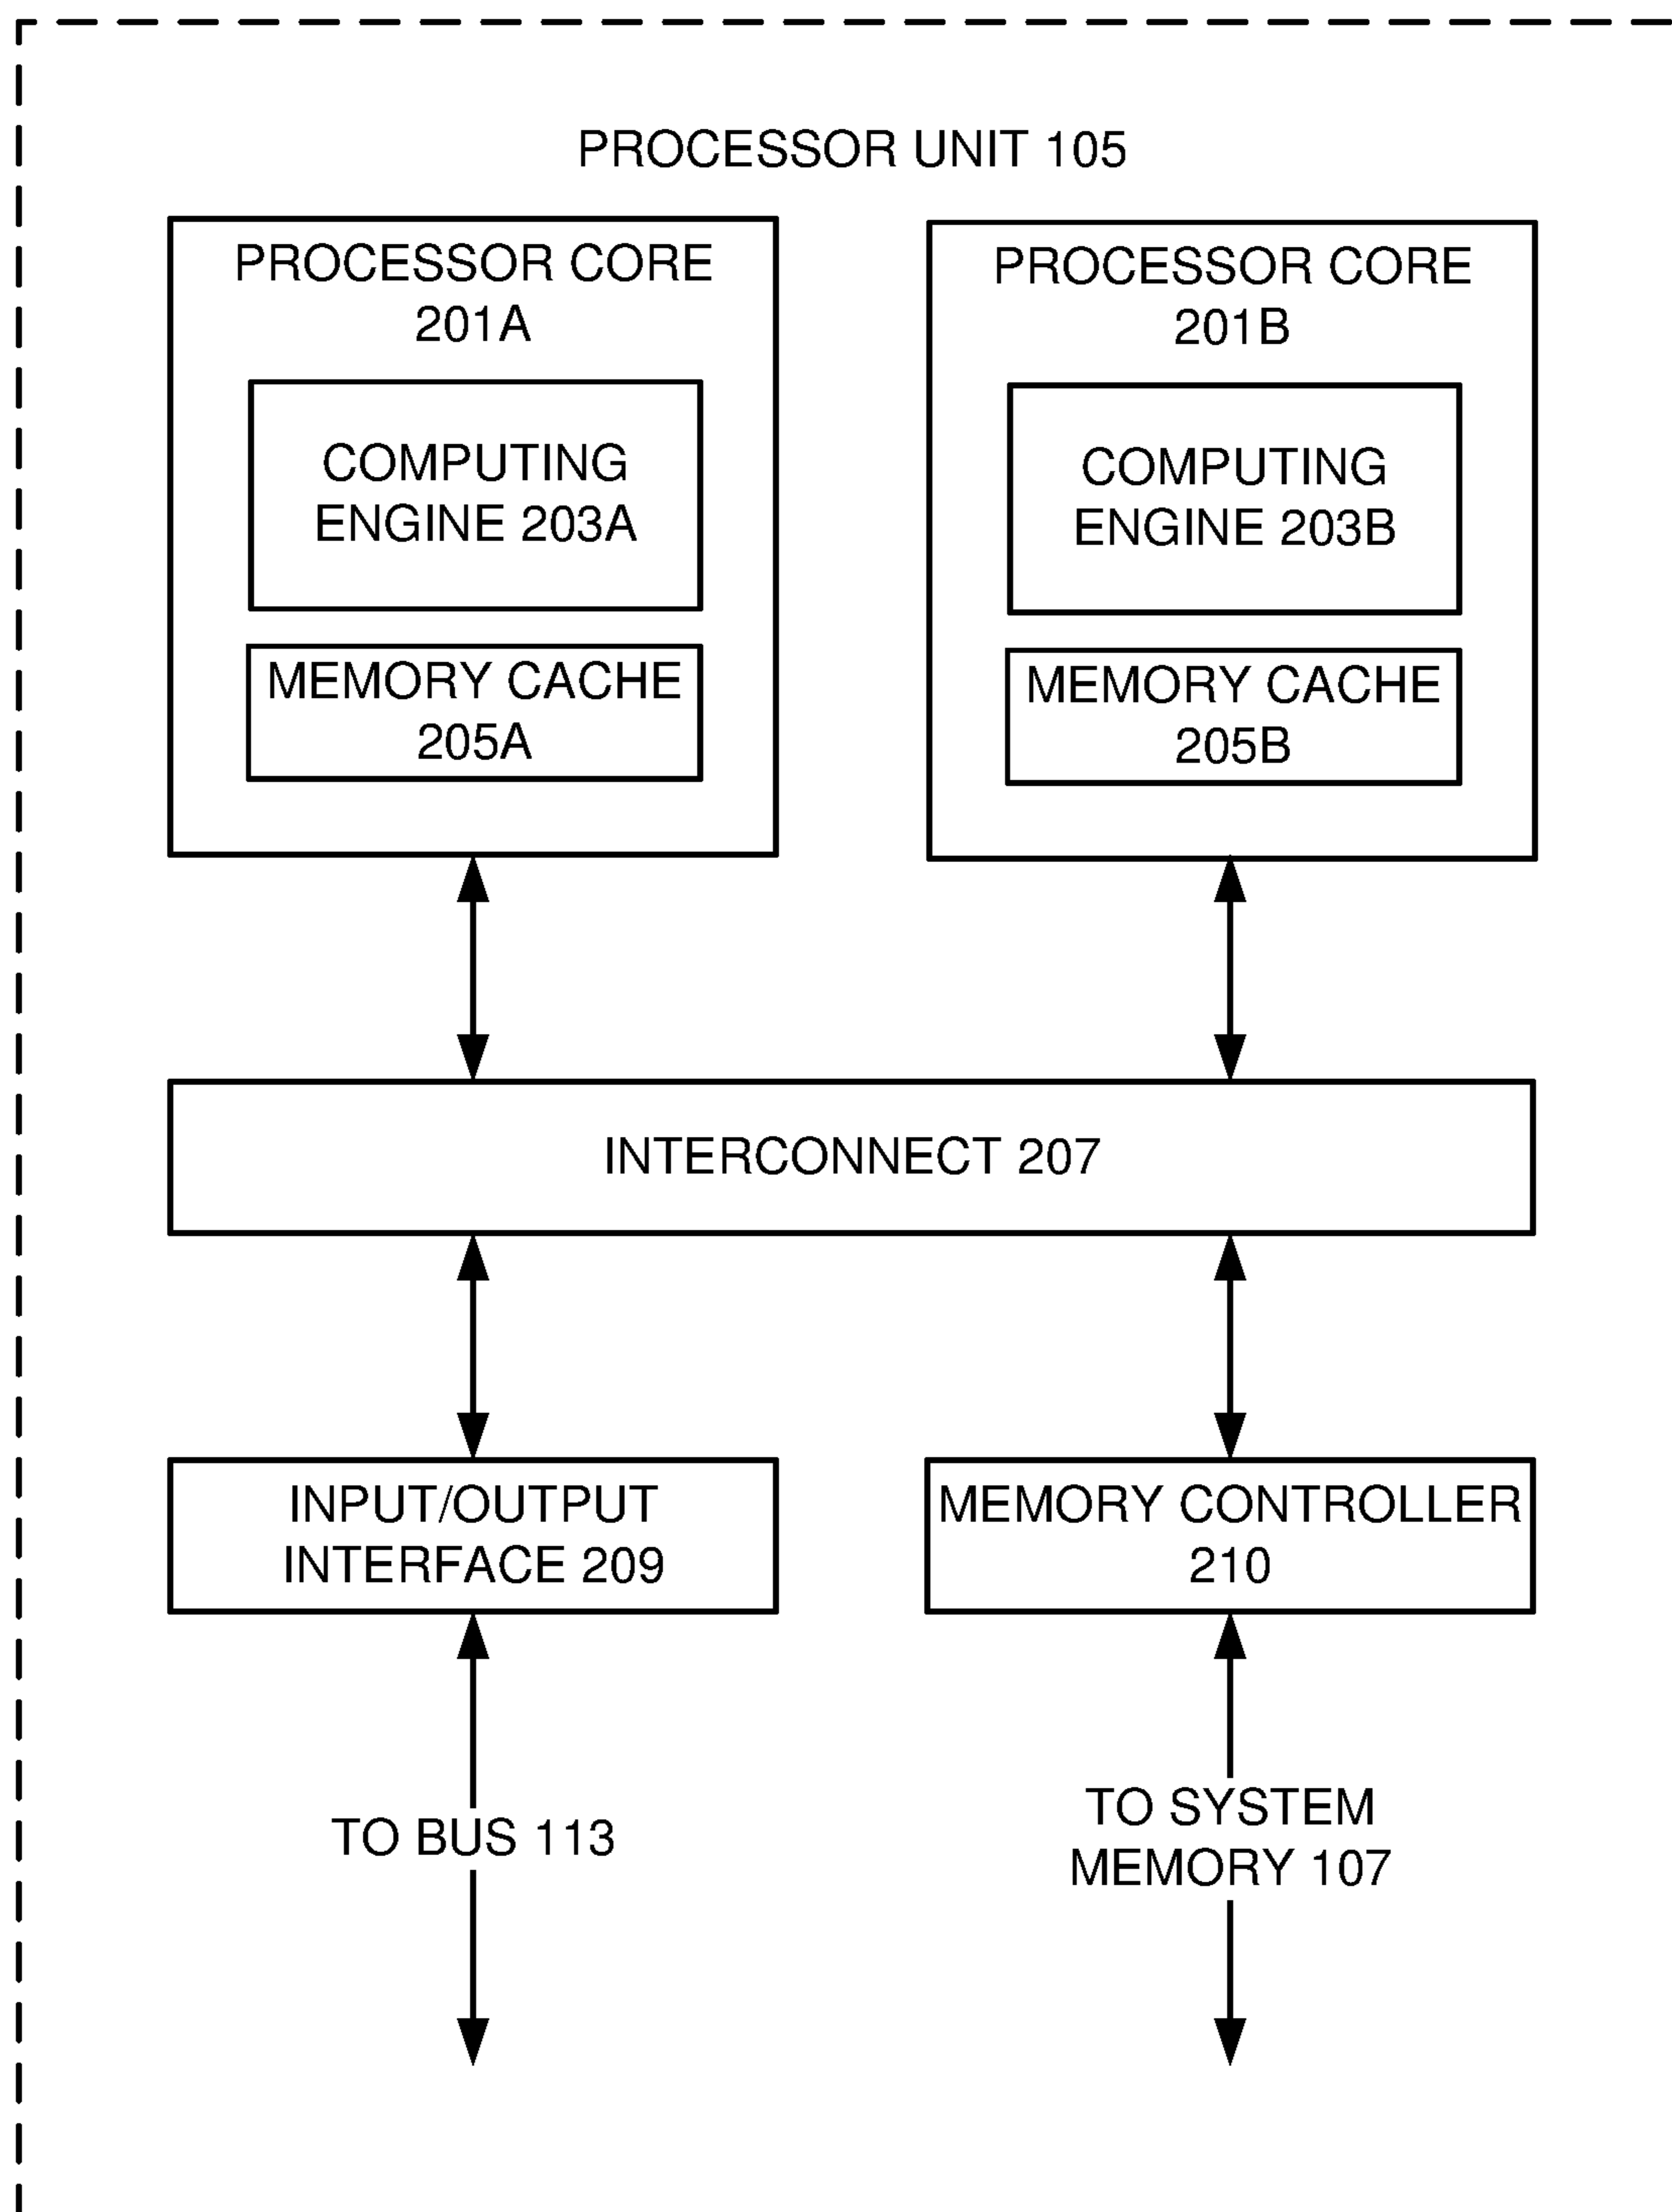 PROCESSOR UNIT 105
PROCESSOR CORE
201A
COMPUTING
ENGINE 203A
MEMORY CACHE
205A
PROCESSOR CORE
201B
COMPUTING
ENGINE 203B
MEMORY CACHE
205B
INTERCONNECT 207
INPUT/OUTPUT
INTERFACE 209
MEMORY CONTROLLER
210
TO BUS 113
TO SYSTEM
MEMORY 107